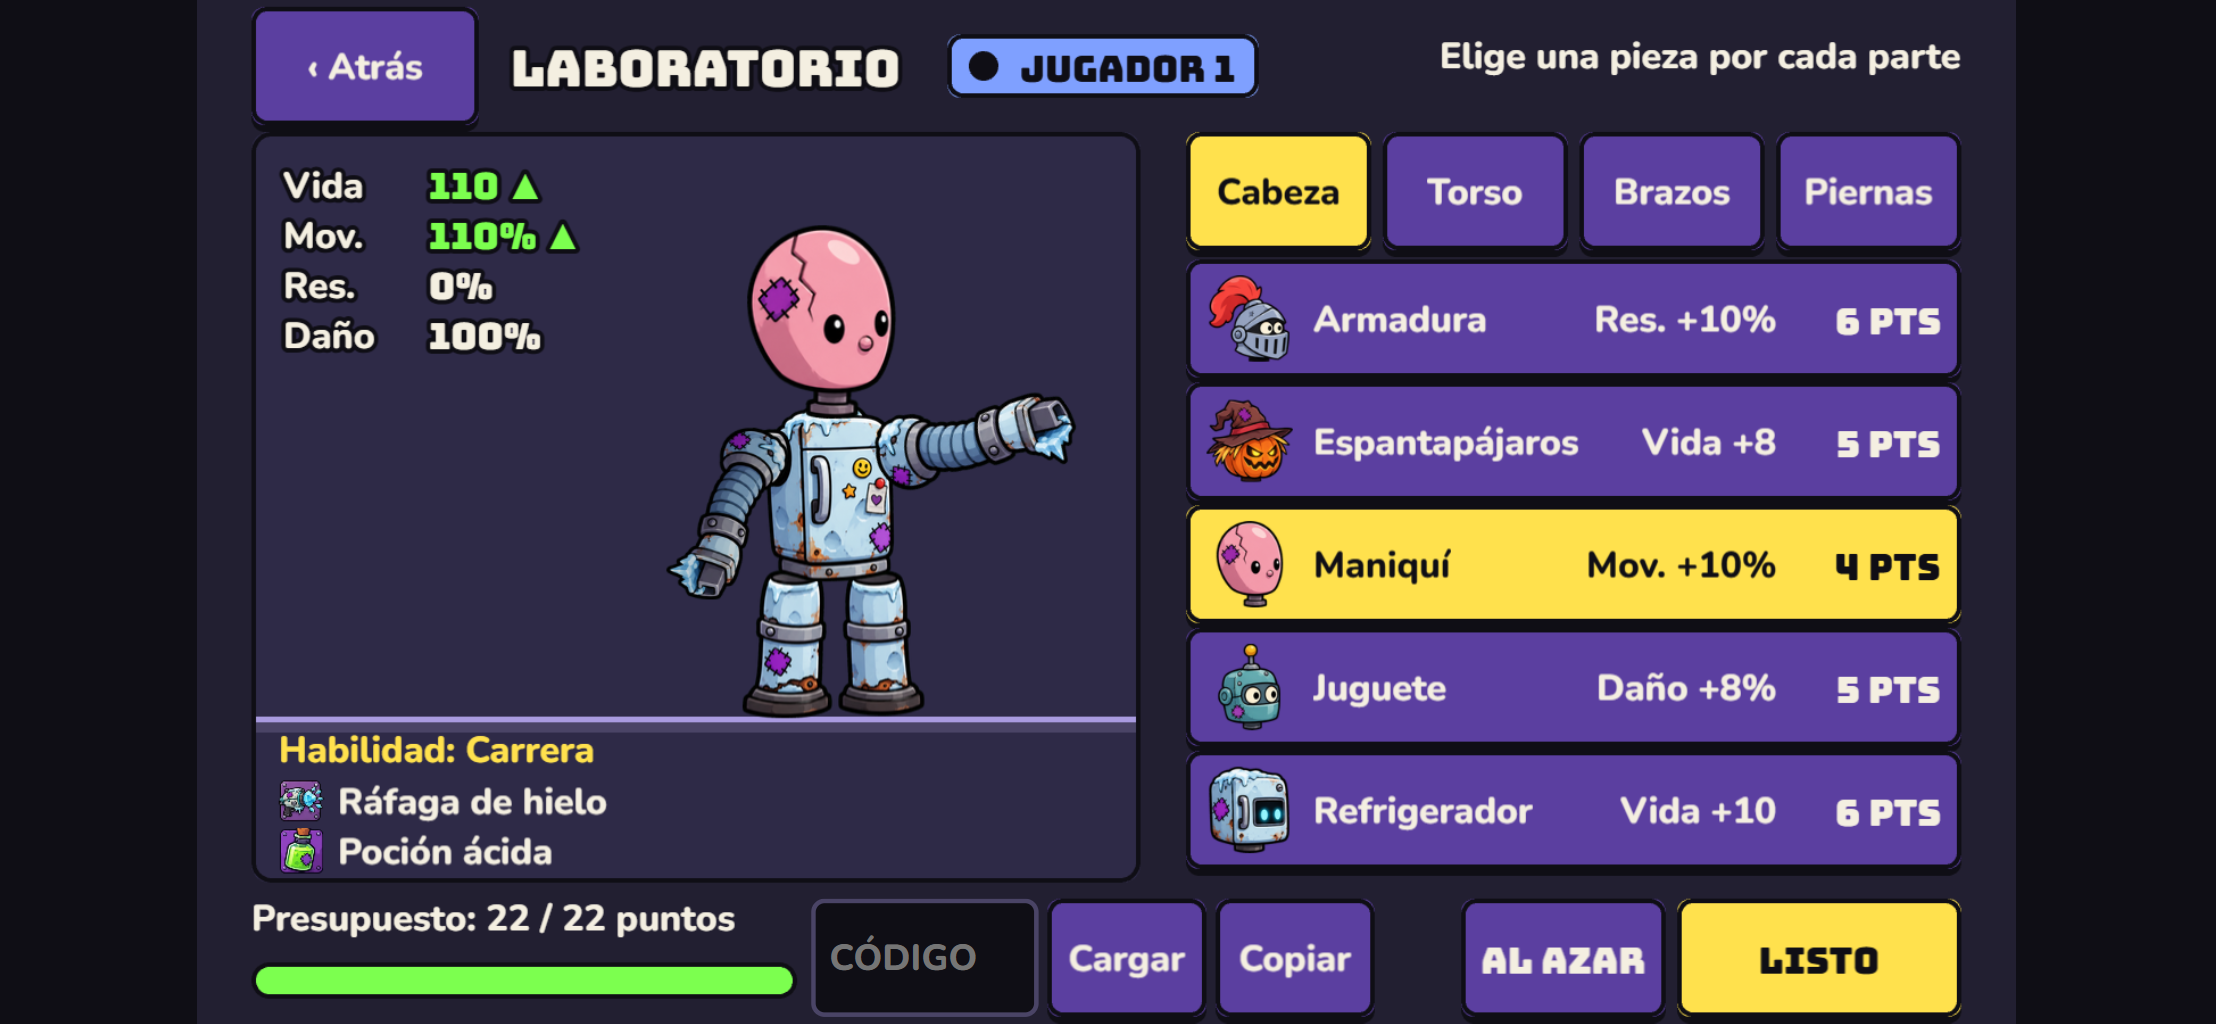 ‹ Atrás
LABORATORIO
JUGADOR 1
Elige una pieza por cada parte
Vida 110 ▲
Mov. 110% ▲
Res. 0%
Daño 100%
Habilidad: Carrera
Ráfaga de hielo
Poción ácida
Cabeza Torso Brazos Piernas
Armadura Res. +10% 6 PTS
Espantapájaros Vida +8 5 PTS
Maniquí Mov. +10% 4 PTS
Juguete Daño +8% 5 PTS
Refrigerador Vida +10 6 PTS
Presupuesto: 22 / 22 puntos
CÓDIGO
Cargar
Copiar
AL AZAR
LISTO